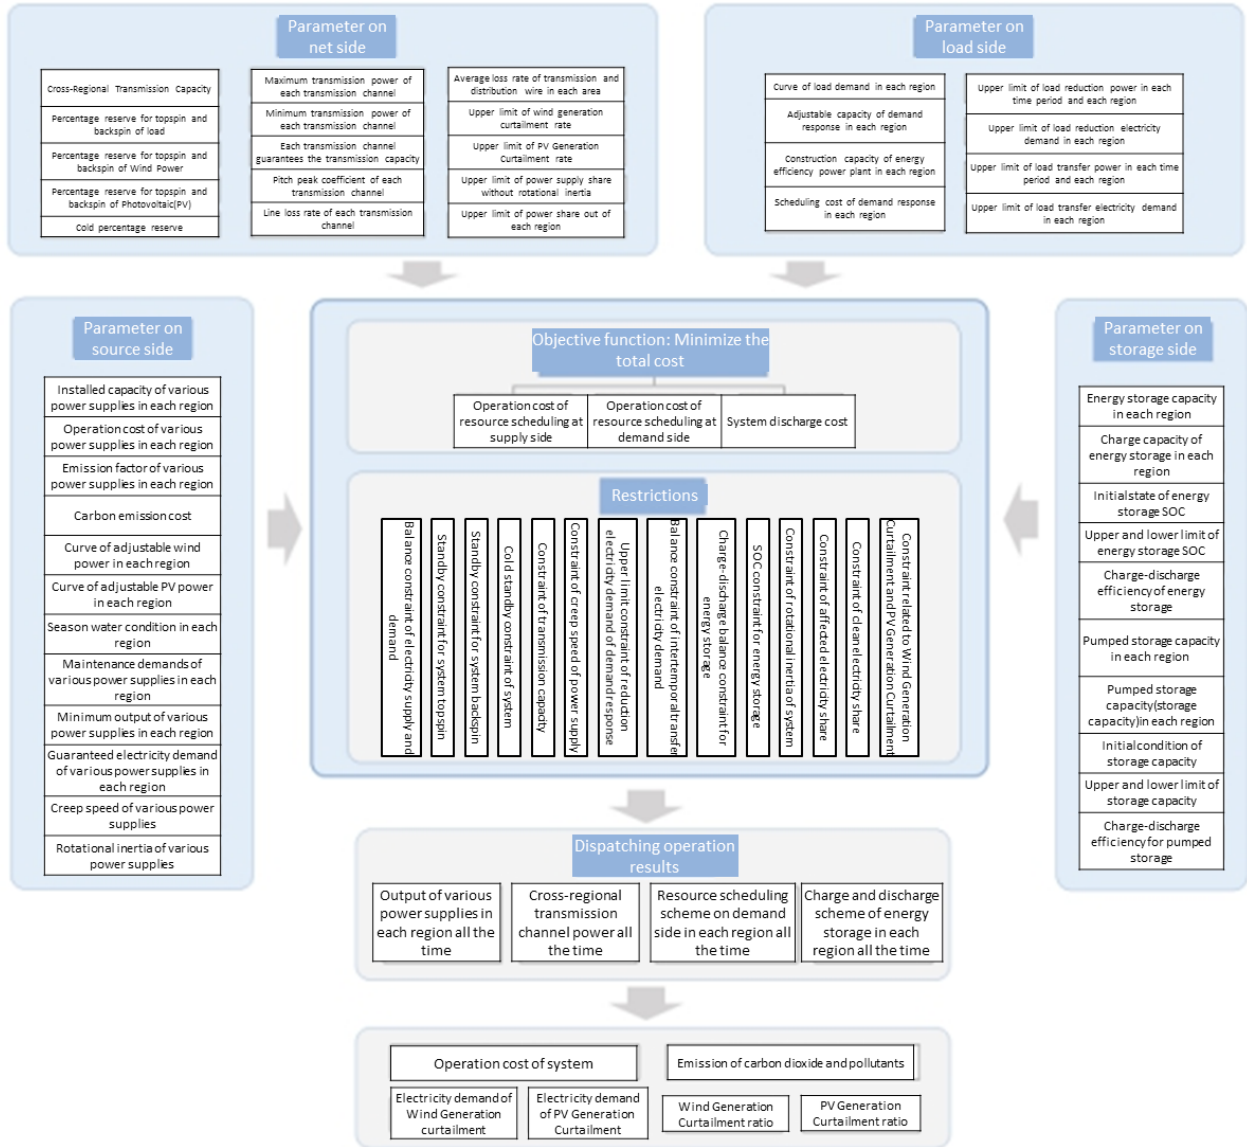 Parameter on
net side
Cross-Regional Transmission Capacity
Percentage reserve for topspin and
backspin of load
Percentage reserve for topspin and
backspin of Wind Power
Percentage reserve for topspin and
backspin of Photovoltaic(PV)
Cold percentage reserve
Maximum transmission power of
each transmission channel
Minimum transmission power of
each transmission channel
Each transmission channel
guarantees the transmission capacity
Pitch peak coefficient of each
transmission channel
Line loss rate of each transmission
channel
Average loss rate of transmission and
distribution wire in each area
Upper limit of wind generation
curtailment rate
Upper limit of PV Generation
Curtailment rate
Upper limit of power supply share
without rotational inertia
Upper limit of power share out of
each region
Parameter on
load side
Curve of load demand in each region
Adjustable capacity of demand
response in each region
Construction capacity of energy
efficiency power plant in each region
Scheduling cost of demand response
in each region
Upper limit of load reduction power in each
time period and each region
Upper limit of load reduction electricity
demand in each region
Upper limit of load transfer power in each time
period and each region
Upper limit of load transfer electricity demand
in each region
Parameter on
source side
Installed capacity of various
power supplies in each region
Operation cost of various
power supplies in each region
Emission factor of various
power supplies in each region
Carbon emission cost
Curve of adjustable wind
power in each region
Curve of adjustable PV power
in each region
Season water condition in each
region
Maintenance demands of
various power supplies in each
region
Minimum output of various
power supplies in each region
Guaranteed electricity demand
of various power supplies in
each region
Creep speed of various power
supplies
Rotational inertia of various
power supplies
Objective function: Minimize the
total cost
Operation cost of
resource scheduling at
supply side
Operation cost of
resource scheduling at
demand side
System discharge cost
Restrictions
Balance constraint of electricity supply and
demand
Standby constraint for system topspin
Standby constraint for system backspin
Cold standby constraint of system
Constraint of transmission capacity
Constraint of creep speed of power supply
Upper limit constraint of reduction
electricity demand of demand response
Balance constraint of intertemporal transfer
electricity demand
Charge-discharge balance constraint for
energy storage
SOC constraint for energy storage
Constraint of rotational inertia of system
Constraint of affected electricity share
Constraint of clean electricity share
Constraint related to Wind Generation
Curtailment and PV Generation Curtailment
Parameter on
storage side
Energy storage capacity
in each region
Charge capacity of
energy storage in each
region
Initial state of energy
storage SOC
Upper and lower limit of
energy storage SOC
Charge-discharge
efficiency of energy
storage
Pumped storage capacity
in each region
Pumped storage
capacity(storage
capacity)in each region
Initial condition of
storage capacity
Upper and lower limit of
storage capacity
Charge-discharge
efficiency for pumped
storage
Dispatching operation
results
Output of various
power supplies in
each region all the
time
Cross-regional
transmission
channel power all
the time
Resource scheduling
scheme on demand
side in each region all
the time
Charge and discharge
scheme of energy
storage in each
region all the time
Operation cost of system
Emission of carbon dioxide and pollutants
Electricity demand of
Wind Generation
curtailment
Electricity demand
of PV Generation
Curtailment
Wind Generation
Curtailment ratio
PV Generation
Curtailment ratio